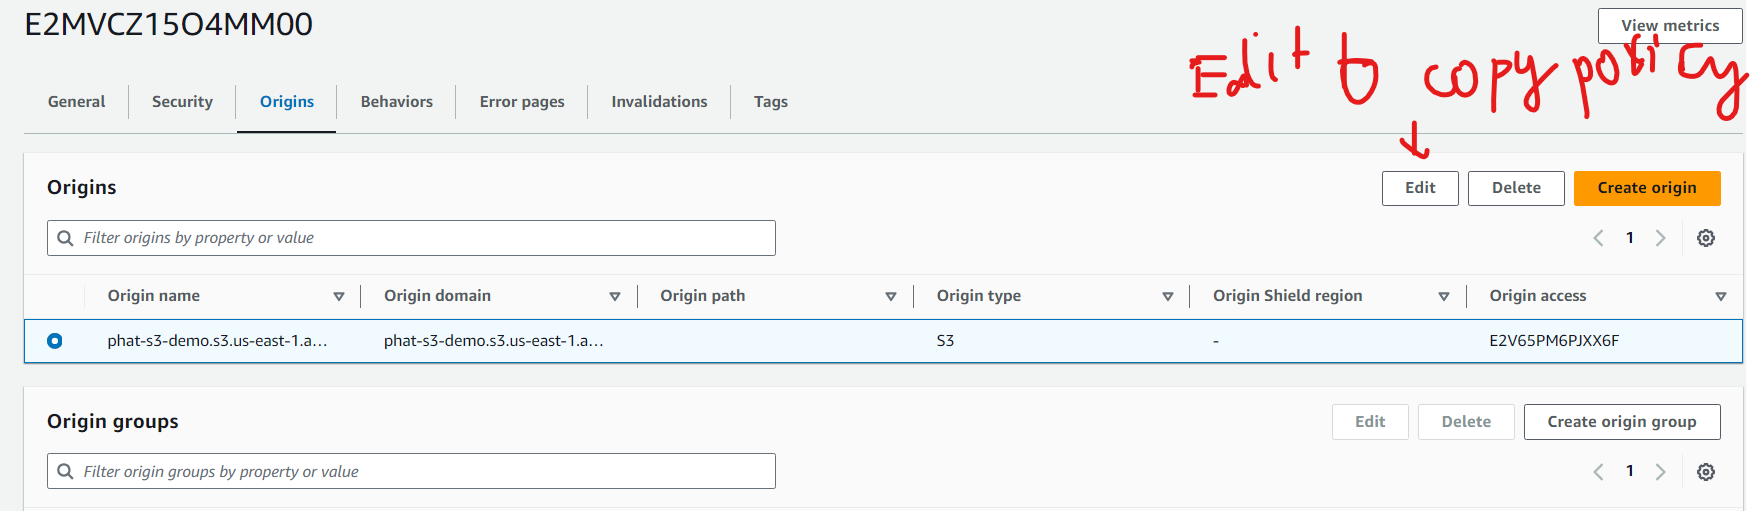 E2MVCZ15O4MM00
View metrics
Edit to copy policy
General
Security
Origins
Behaviors
Error pages
Invalidations
Tags
Origins
Edit
Delete
Create origin
Filter origins by property or value
1
Origin name
Origin domain
Origin path
Origin type
Origin Shield region
Origin access
phat-s3-demo.s3.us-east-1.a...
phat-s3-demo.s3.us-east-1.a...
S3
-
E2V65PM6PJXX6F
Origin groups
Edit
Delete
Create origin group
Filter origin groups by property or value
1